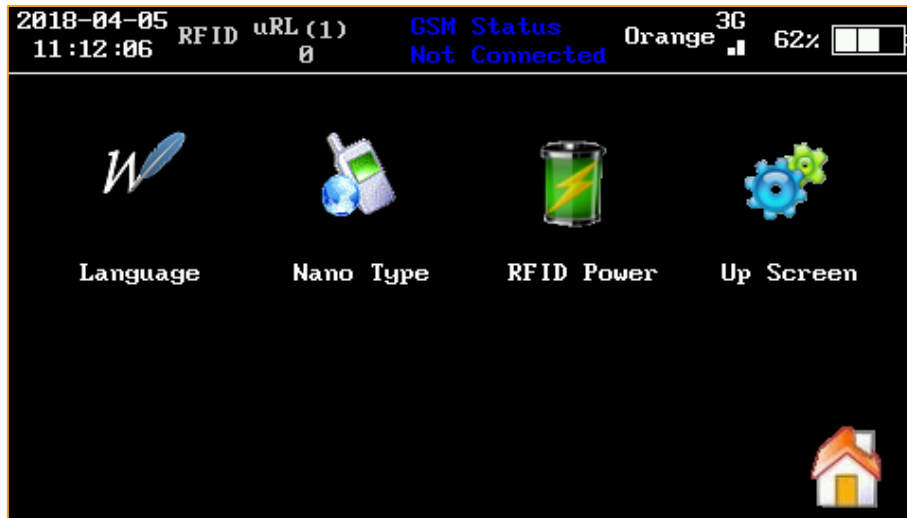 2018-04-05
11:12:06
RFID
uRL(1)
0
GSM Status
Not Connected
Orange
3G
62%
Language
Nano Type
RFID Power
Up Screen